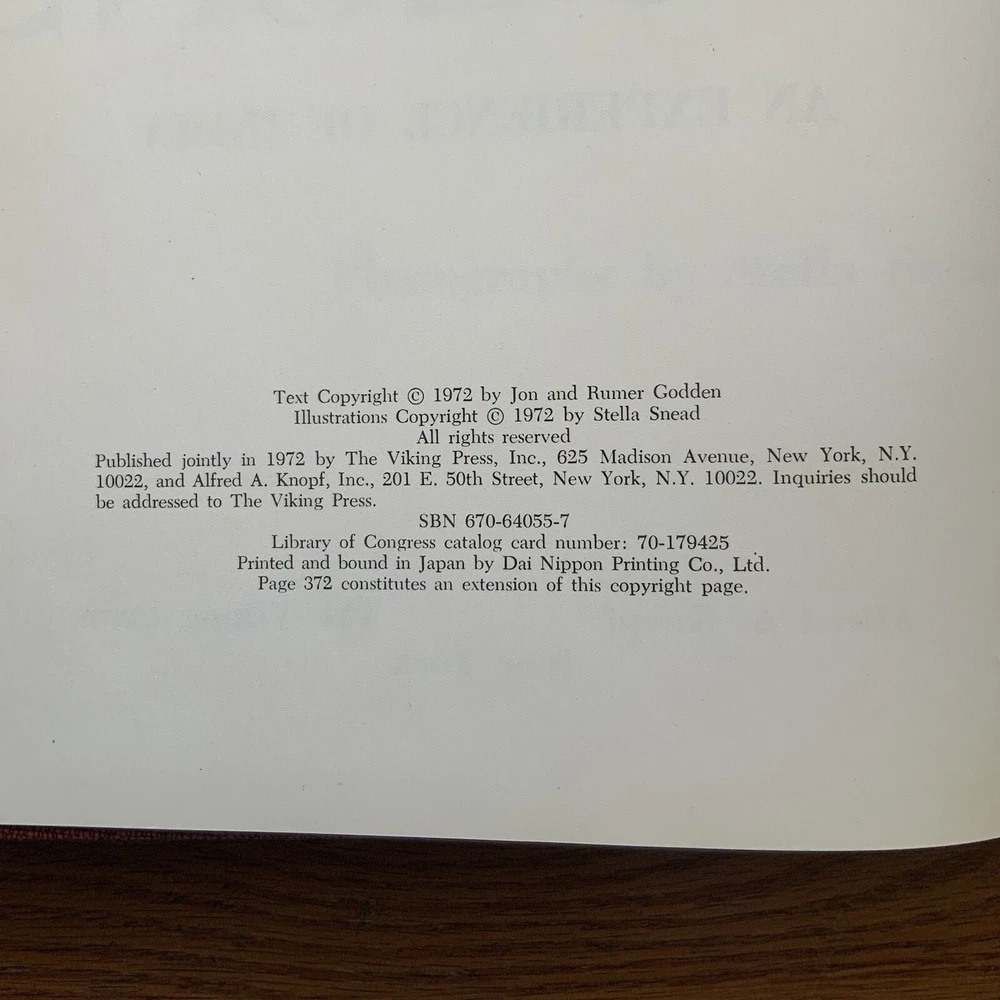 Text Copyright © 1972 by Jon and Rumer Godden
Illustrations Copyright © 1972 by Stella Snead
All rights reserved
Published jointly in 1972 by The Viking Press, Inc., 625 Madison Avenue, New York, N.Y.
10022, and Alfred A. Knopf, Inc., 201 E. 50th Street, New York, N.Y. 10022. Inquiries should
be addressed to The Viking Press.
SBN 670-64055-7
Library of Congress catalog card number: 70-179425
Printed and bound in Japan by Dai Nippon Printing Co., Ltd.
Page 372 constitutes an extension of this copyright page.